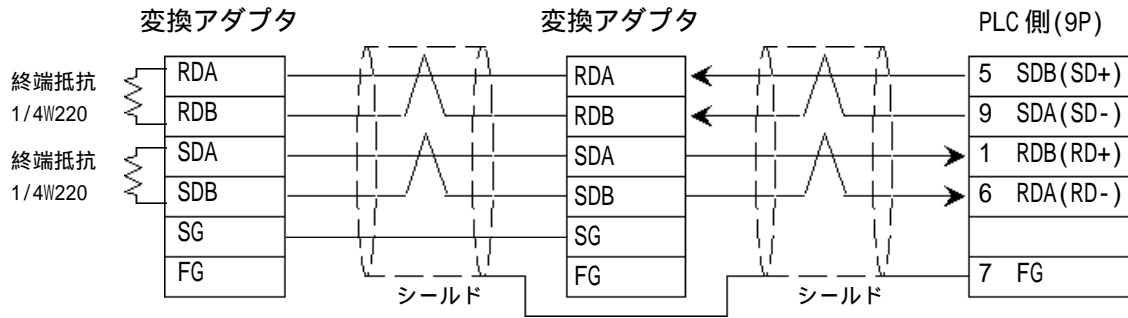 変換アダプタ 変換アダプタ PLC 側(9P)
終端抵抗
1/4W220
終端抵抗
1/4W220
RDA RDA 5 SDB(SD+)
RDB RDB 9 SDA(SD-)
SDA SDA 1 RDB(RD+)
SDB SDB 6 RDA(RD-)
SG SG
FG FG 7 FG
シールド シールド